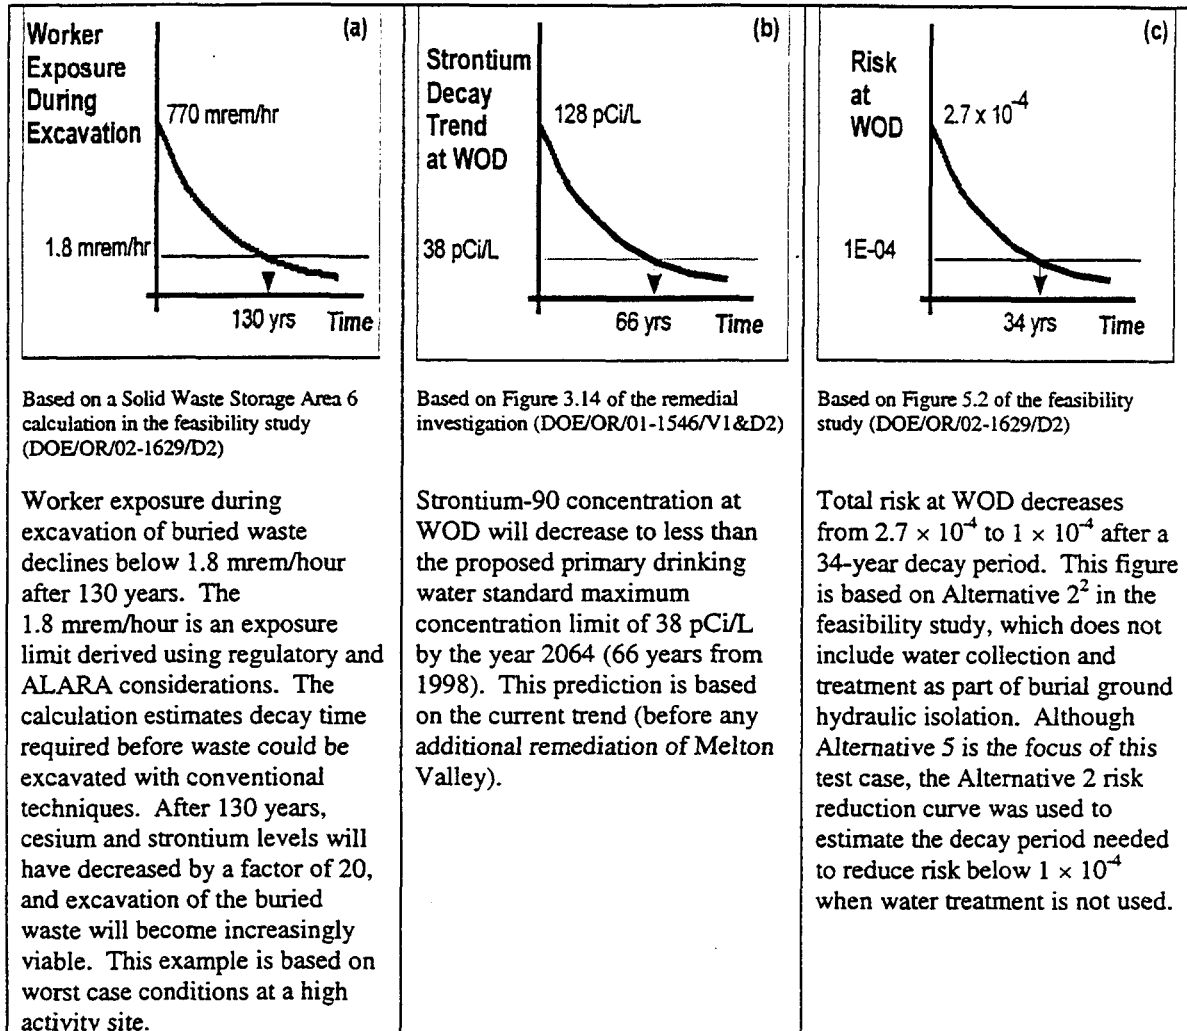 Worker
Exposure
During
Excavation
(a)
770 mrem/hr
1.8 mrem/hr
130 yrs Time
Based on a Solid Waste Storage Area 6
calculation in the feasibility study
(DOE/OR/02-1629/D2)
Worker exposure during
excavation of buried waste
declines below 1.8 mrem/hour
after 130 years. The
1.8 mrem/hour is an exposure
limit derived using regulatory and
ALARA considerations. The
calculation estimates decay time
required before waste could be
excavated with conventional
techniques. After 130 years,
cesium and strontium levels will
have decreased by a factor of 20,
and excavation of the buried
waste will become increasingly
viable. This example is based on
worst case conditions at a high
activity site.
(b)
Strontium
Decay
Trend
at WOD
128 pCi/L
38 pCi/L
66 yrs Time
Based on Figure 3.14 of the remedial
investigation (DOE/OR/01-1546/V1&D2)
Strontium-90 concentration at
WOD will decrease to less than
the proposed primary drinking
water standard maximum
concentration limit of 38 pCi/L
by the year 2064 (66 years from
1998). This prediction is based
on the current trend (before any
additional remediation of Melton
Valley).
(c)
Risk
at
WOD
2.7 x 10⁻⁴
1E-04
34 yrs Time
Based on Figure 5.2 of the feasibility
study (DOE/OR/02-1629/D2)
Total risk at WOD decreases
from 2.7 × 10⁻⁴ to 1 × 10⁻⁴ after a
34-year decay period. This figure
is based on Alternative 2² in the
feasibility study, which does not
include water collection and
treatment as part of burial ground
hydraulic isolation. Although
Alternative 5 is the focus of this
test case, the Alternative 2 risk
reduction curve was used to
estimate the decay period needed
to reduce risk below 1 × 10⁻⁴
when water treatment is not used.